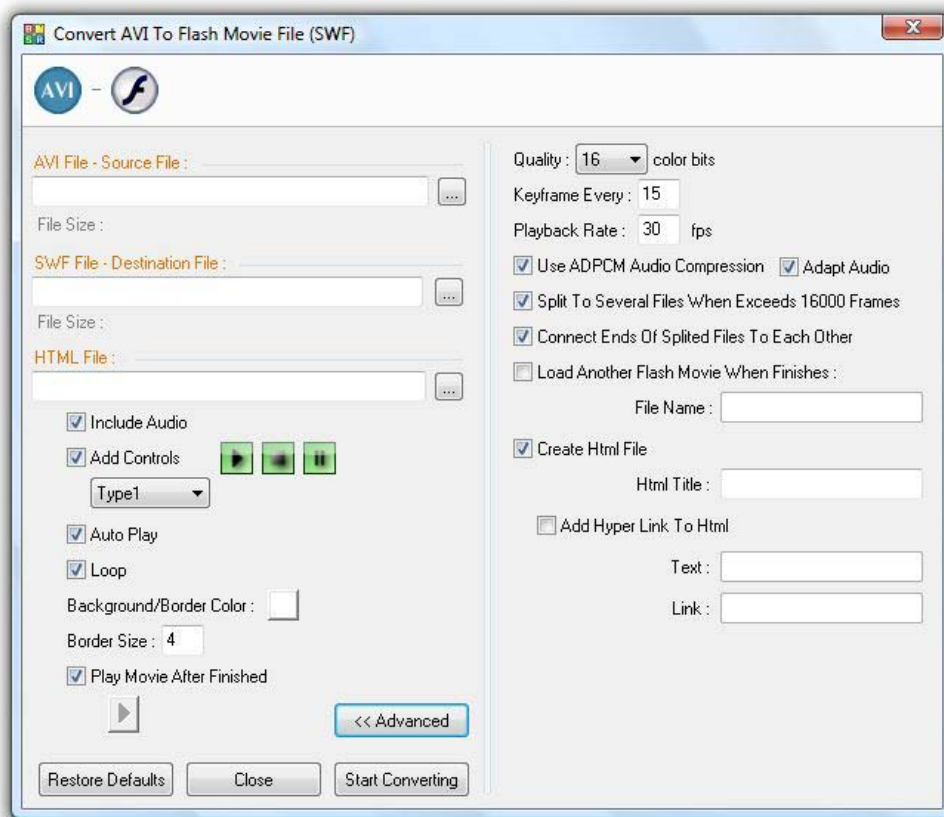 Convert AVI To Flash Movie File (SWF)
AVI
AVI File - Source File :
...
File Size :
SWF File - Destination File :
...
File Size :
HTML File :
...
Include Audio
Add Controls
Type1
Auto Play
Loop
Background/Border Color :
Border Size : 4
Play Movie After Finished
<< Advanced
Restore Defaults
Close
Start Converting
Quality : 16 color bits
Keyframe Every : 15
Playback Rate : 30 fps
Use ADPCM Audio Compression Adapt Audio
Split To Several Files When Exceeds 16000 Frames
Connect Ends Of Splited Files To Each Other
Load Another Flash Movie When Finishes :
File Name :
Create Html File
Html Title :
Add Hyper Link To Html
Text :
Link :